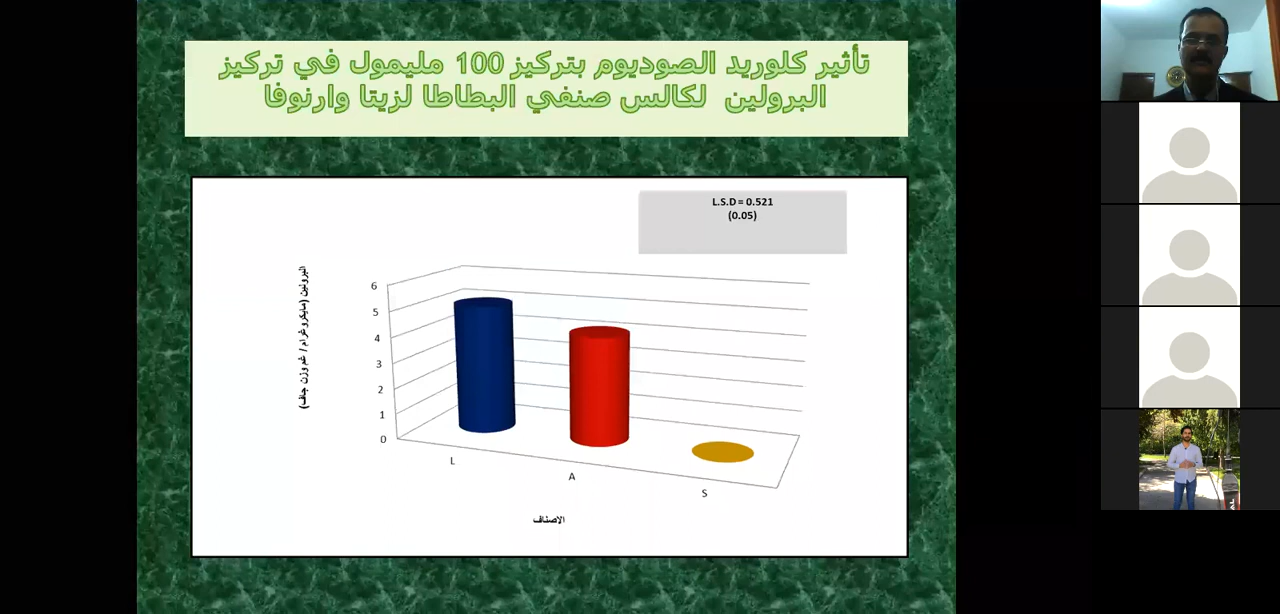 تأثير كلوريد الصوديوم بتركيز 100 مليمول في تركيز
البرولين لكالس صنفي البطاطا لزيتا وارنوفا
L.S.D = 0.521
(0.05)
البرولين (مايكروغرام / غم وزن جاف)
6
5
4
3
2
1
0
L
A
S
الاصناف